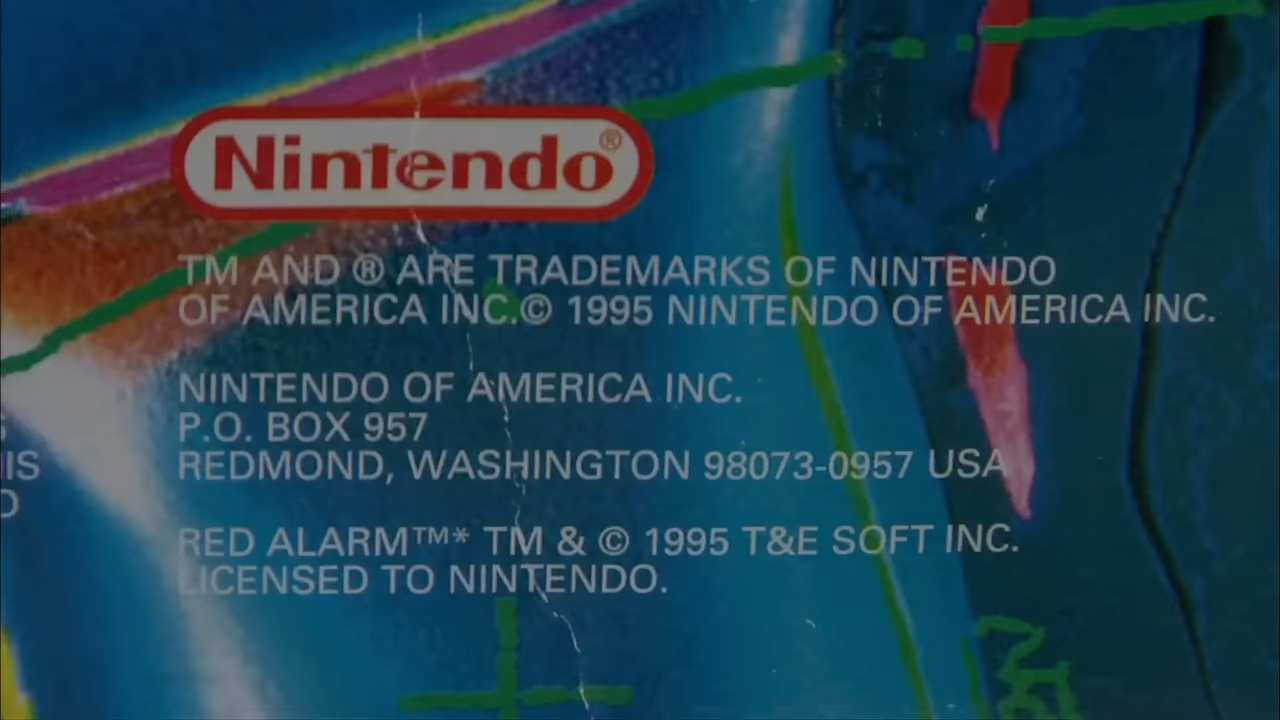 Nintendo®
TM AND ® ARE TRADEMARKS OF NINTENDO
OF AMERICA INC.© 1995 NINTENDO OF AMERICA INC.
NINTENDO OF AMERICA INC.
P.O. BOX 957
REDMOND, WASHINGTON 98073-0957 USA
RED ALARM™* TM & © 1995 T&E SOFT INC.
LICENSED TO NINTENDO.